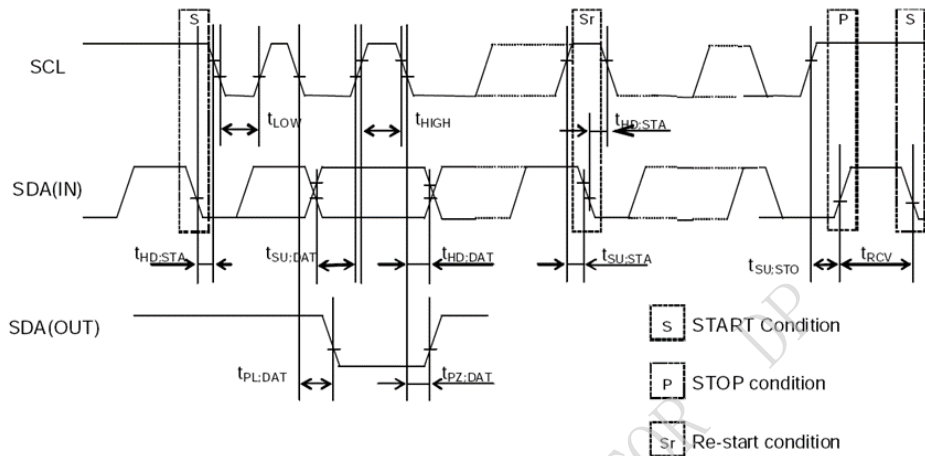 S Sr P S
SCL
tLOW tHIGH tHD:STA
SDA(IN)
tHD:STA tSU:DAT tHD:DAT tSU:STA tSU;STO tRCV
SDA(OUT)
S START Condition
tPL:DAT tPZ:DAT
P STOP condition
Sr Re-start condition
DP